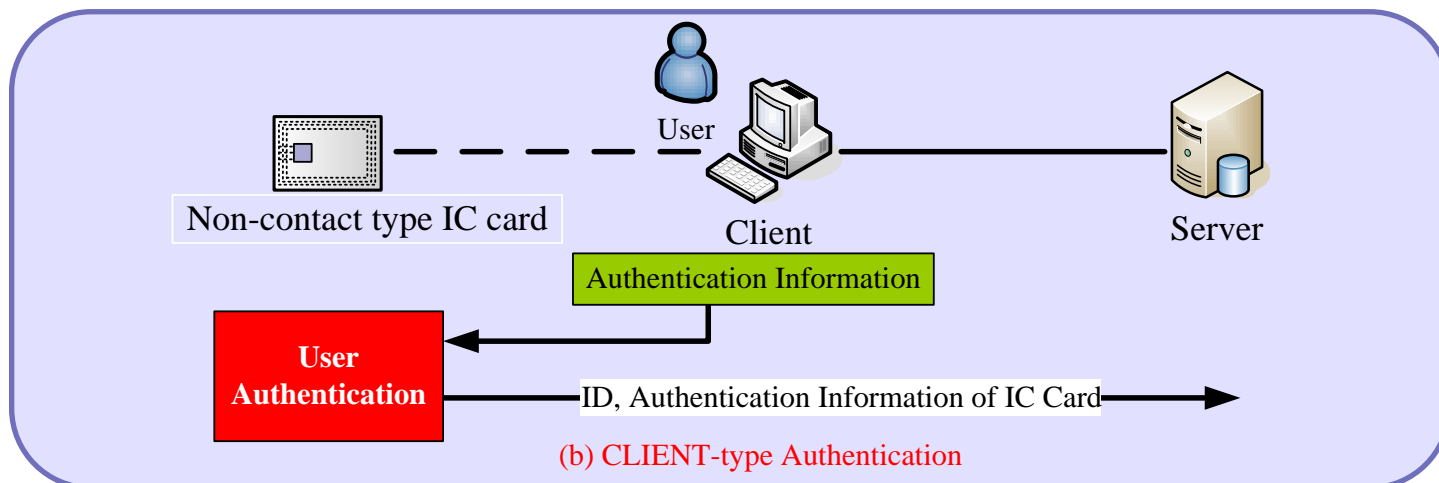 User
Non-contact type IC card
Client
Server
Authentication Information
User
Authentication
ID, Authentication Information of IC Card
(b) CLIENT-type Authentication